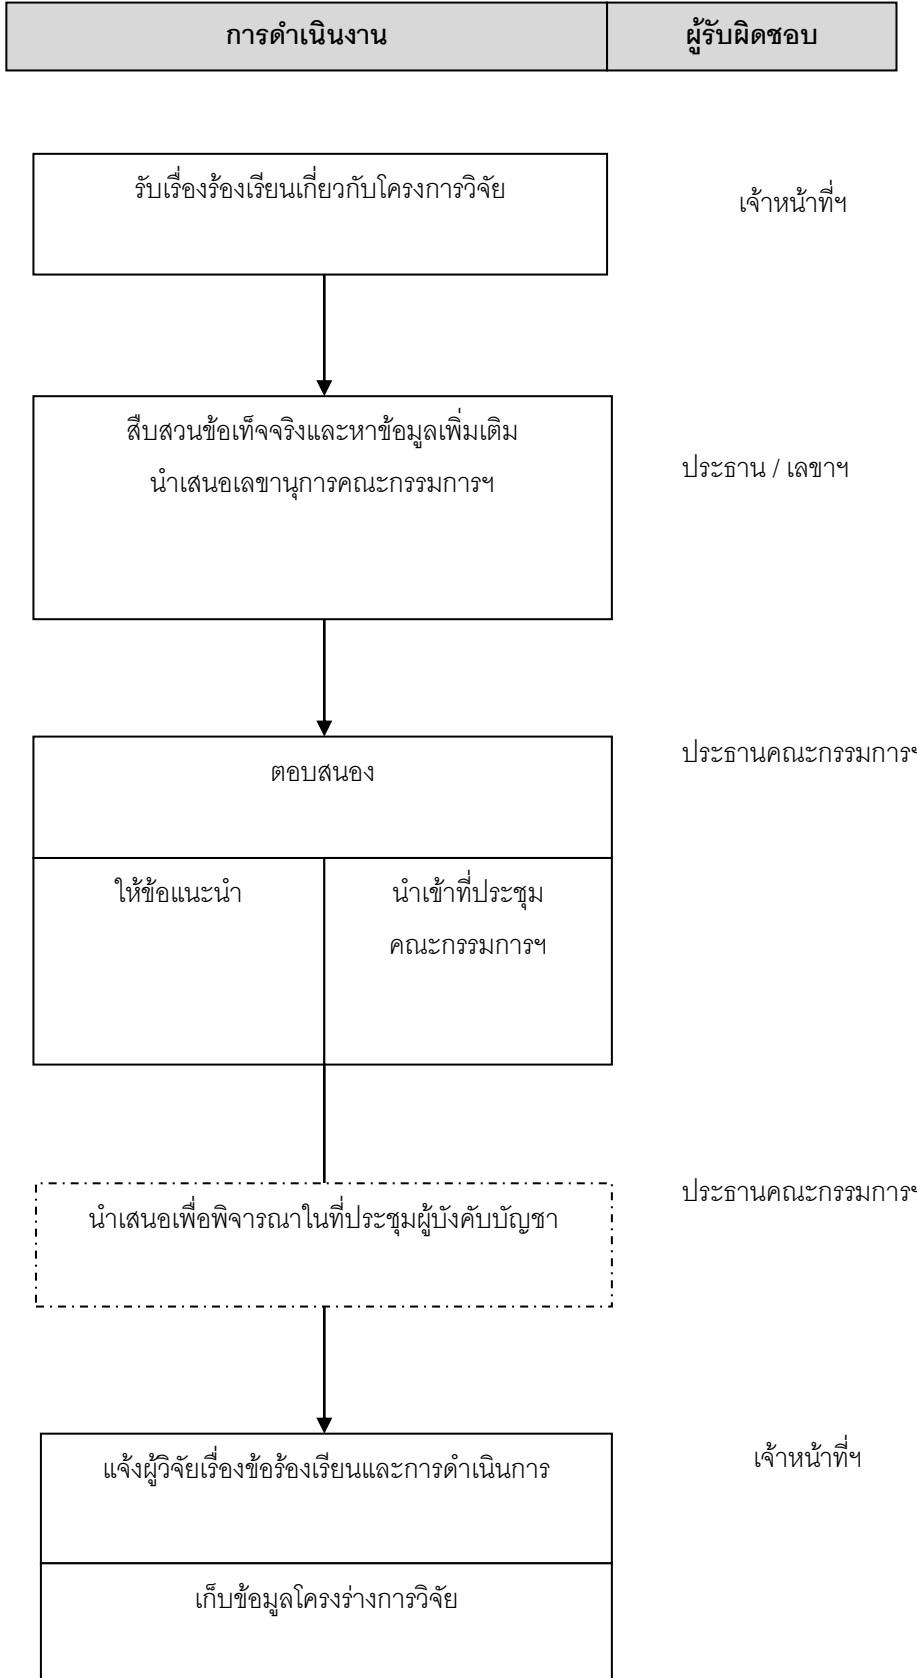 การดำเนินงาน ผู้รับผิดชอบ
รับเรื่องร้องเรียนเกี่ยวกับโครงการวิจัย
เจ้าหน้าที่ฯ
สืบสวนข้อเท็จจริงและหาข้อมูลเพิ่มเติม
นำเสนอเลขานุการคณะกรรมการฯ
ประธาน / เลขาฯ
ตอบสนอง
ประธานคณะกรรมการฯ
ให้ข้อแนะนำ
นำเข้าที่ประชุม
คณะกรรมการฯ
นำเสนอเพื่อพิจารณาในที่ประชุมผู้บังคับบัญชา
ประธานคณะกรรมการฯ
แจ้งผู้วิจัยเรื่องข้อร้องเรียนและการดำเนินการ
เจ้าหน้าที่ฯ
เก็บข้อมูลโครงร่างการวิจัย